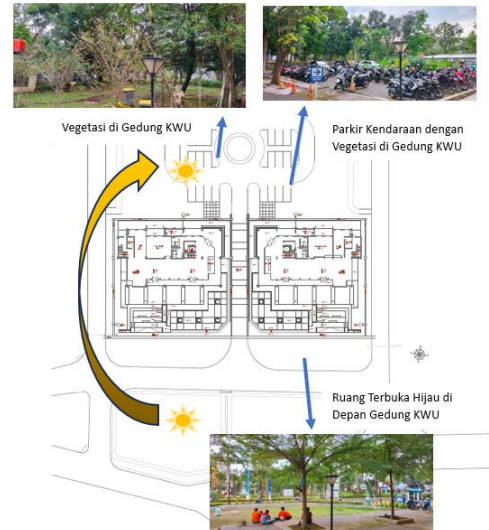 Vegetasi di Gedung KWU
Parkir Kendaraan dengan
Vegetasi di Gedung KWU
Ruang Terbuka Hijau di
Depan Gedung KWU